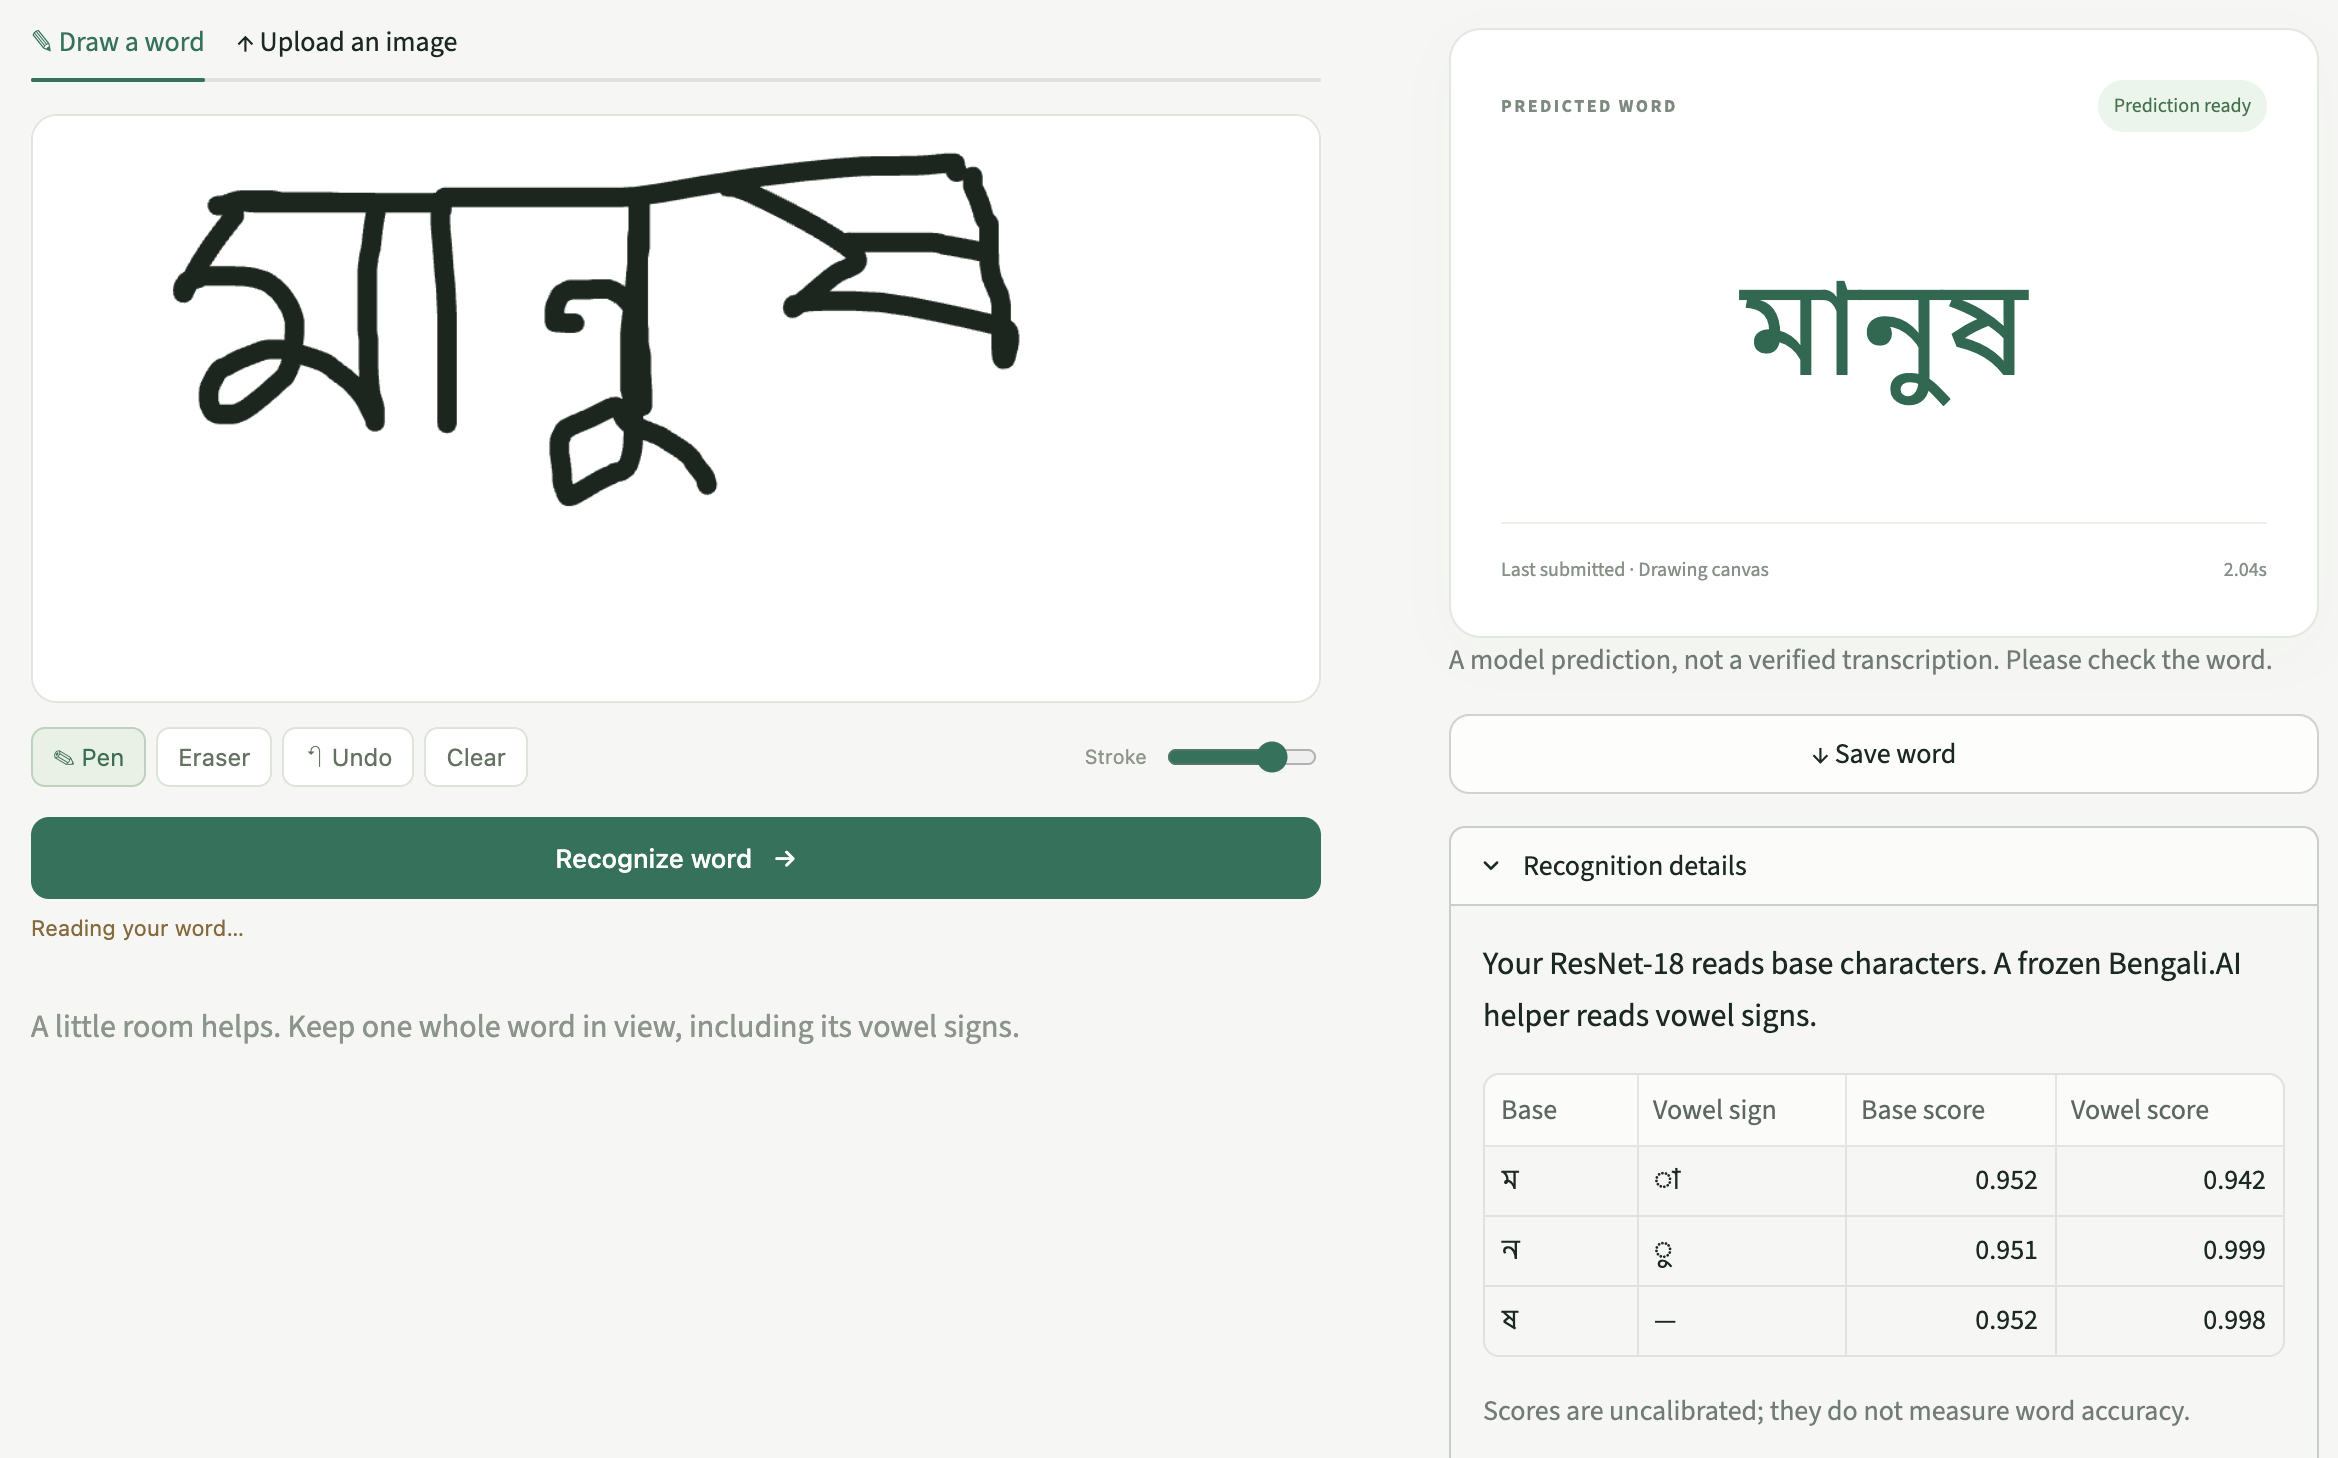 ✎ Draw a word ↑ Upload an image
মানুষ
✎ Pen Eraser ↶ Undo Clear Stroke
Recognize word →
Reading your word...
A little room helps. Keep one whole word in view, including its vowel signs.
PREDICTED WORD Prediction ready
মানুষ
Last submitted · Drawing canvas 2.04s
A model prediction, not a verified transcription. Please check the word.
↓ Save word
Recognition details
Your ResNet-18 reads base characters. A frozen Bengali.AI
helper reads vowel signs.
Base Vowel sign Base score Vowel score
ম া 0.952 0.942
ন ু 0.951 0.999
ষ — 0.952 0.998
Scores are uncalibrated; they do not measure word accuracy.